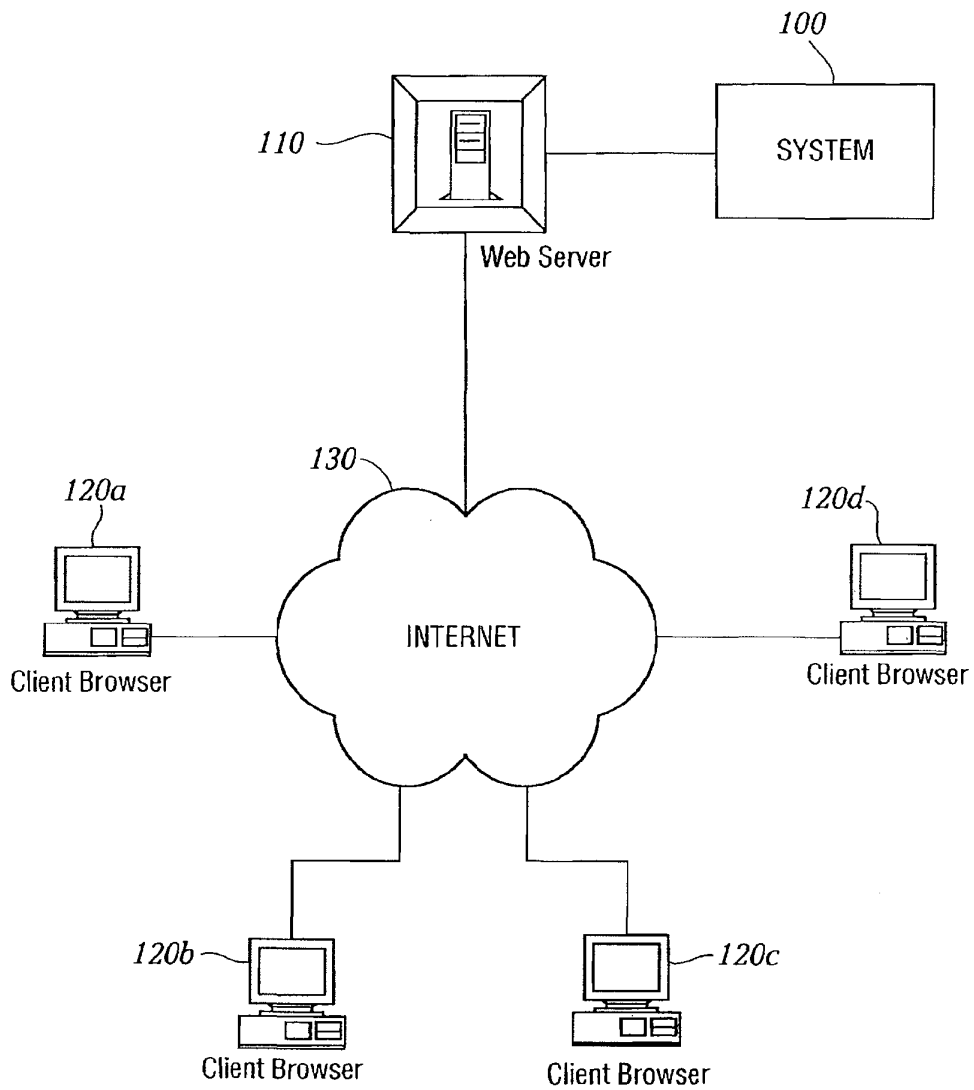 100
110
SYSTEM
Web Server
130
120a
120d
INTERNET
Client Browser
Client Browser
120b
120c
Client Browser
Client Browser